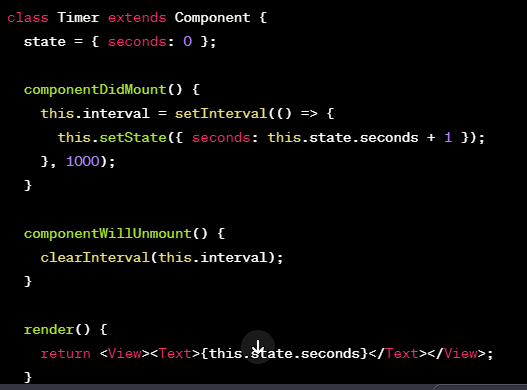 class Timer extends Component {
  state = { seconds: 0 };

  componentDidMount() {
    this.interval = setInterval(() => {
      this.setState({ seconds: this.state.seconds + 1 });
    }, 1000);
  }

  componentWillUnmount() {
    clearInterval(this.interval);
  }

  render() {
    return <View><Text>{this.state.seconds}</Text></View>;
  }